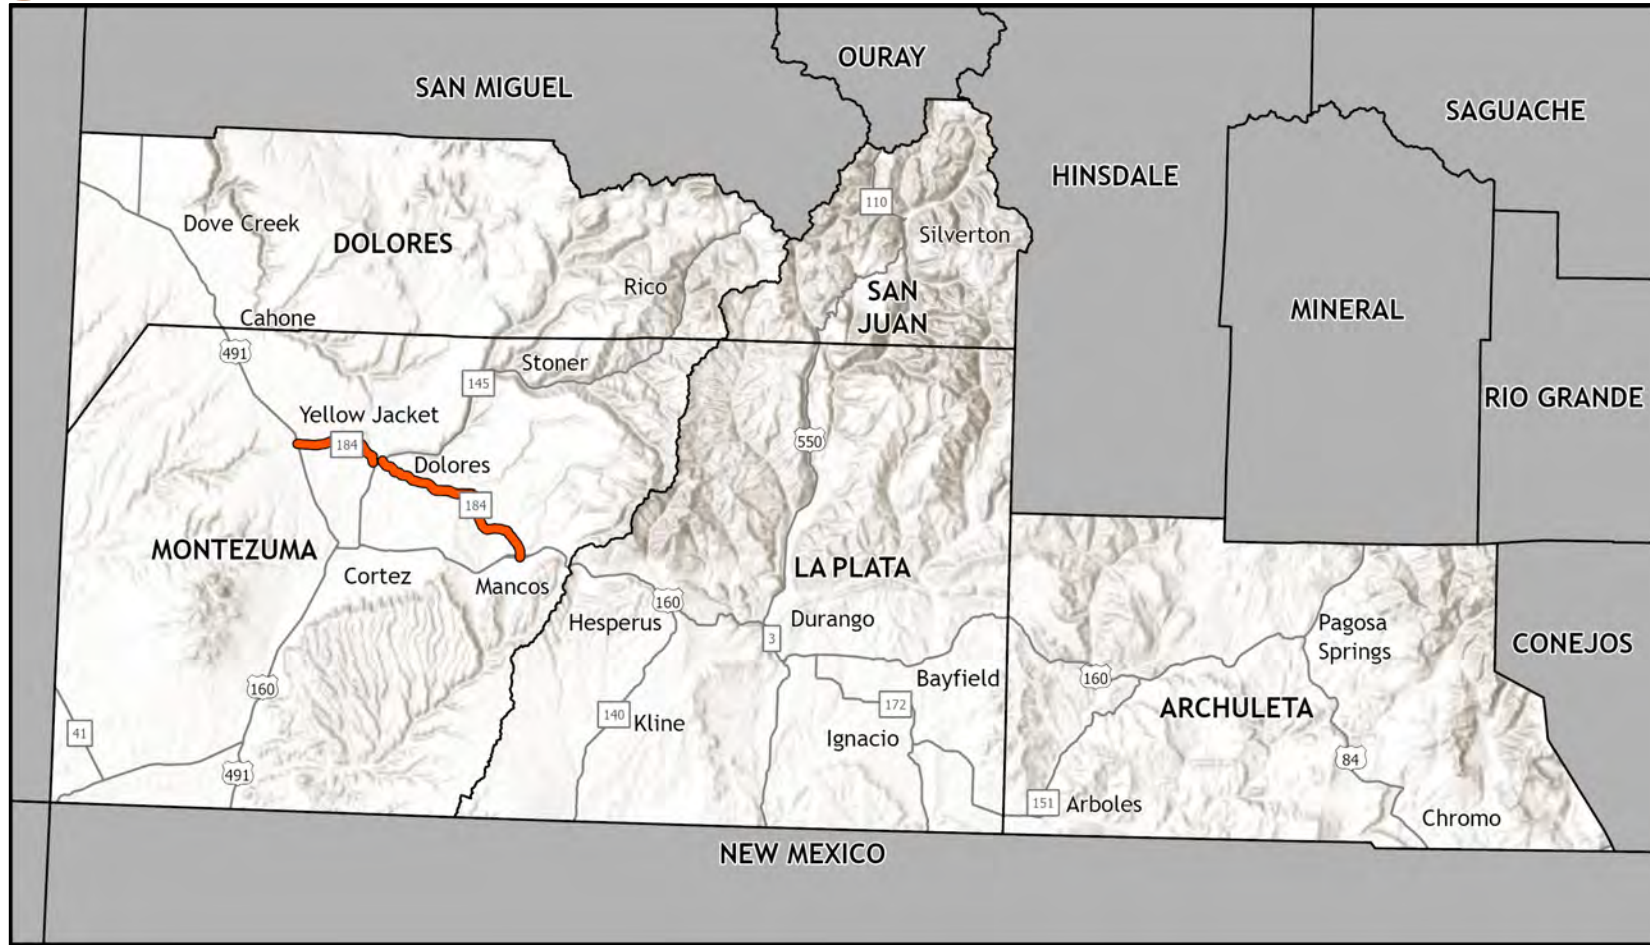 OURAY
SAN MIGUEL
SAGUACHE
HINSDALE
110
Dove Creek
DOLORES
Silverton
Rico
SAN
JUAN
MINERAL
Cahone
491
Stoner
145
RIO GRANDE
Yellow Jacket
184
550
Dolores
184
MONTEZUMA
LA PLATA
Cortez
Mancos
160
Hesperus
3
Durango
Pagosa
Springs
CONEJOS
160
Bayfield
160
172
ARCHULETA
140
Kline
41
Ignacio
84
491
151
Arboles
Chromo
NEW MEXICO